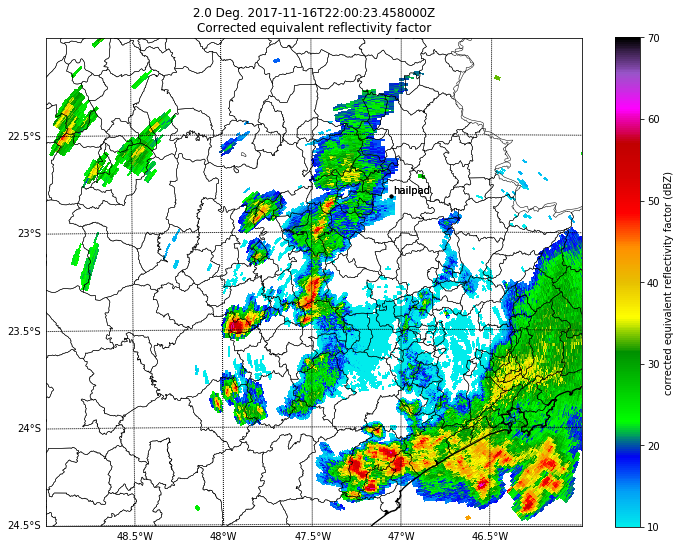 2.0 Deg. 2017-11-16T22:00:23.458000Z
Corrected equivalent reflectivity factor
hailpad
22.5°S
23°S
23.5°S
24°S
24.5°S
48.5°W
48°W
47.5°W
47°W
46.5°W
70
60
50
40
30
20
10
corrected equivalent reflectivity factor (dBZ)